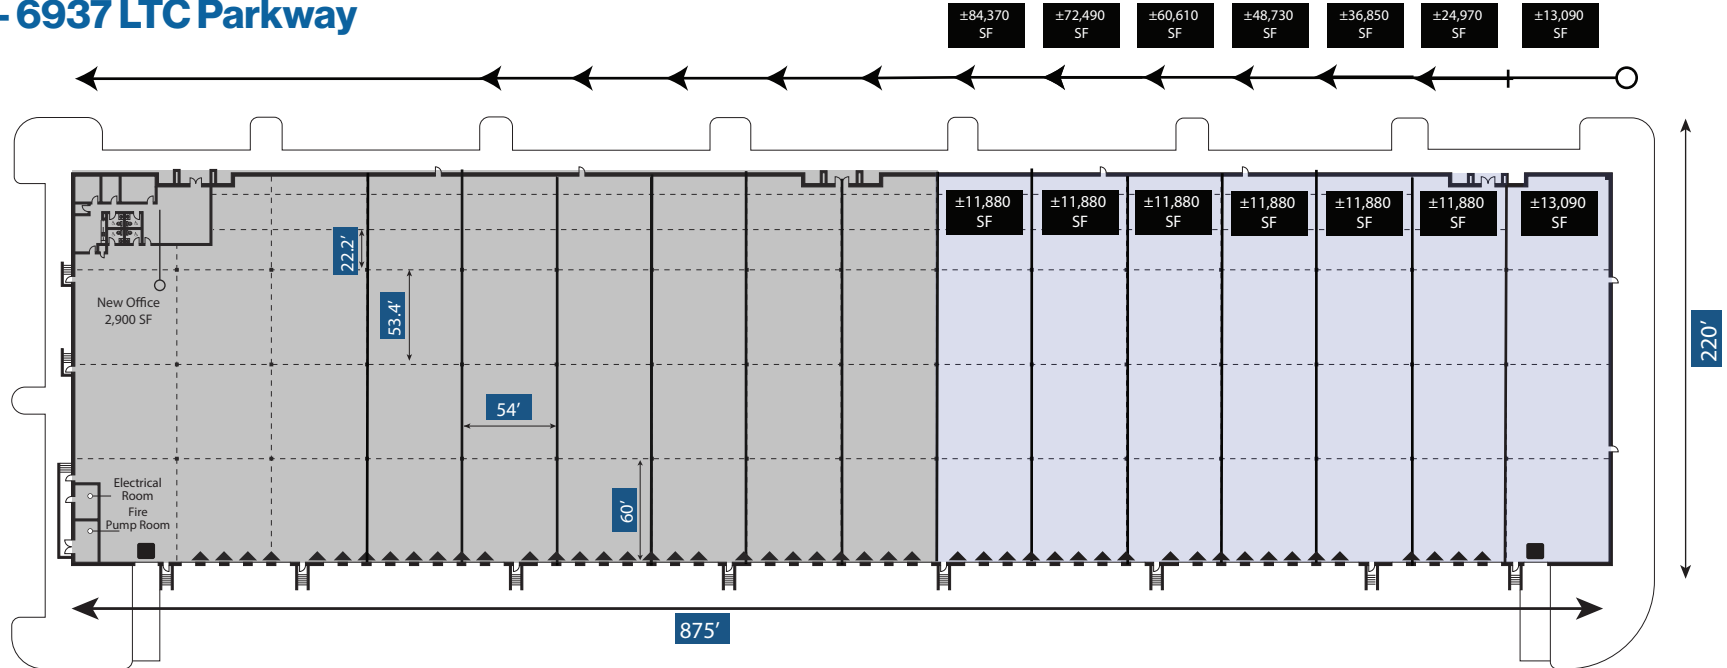 - 6937 LTC Parkway
±84,370
SF
±72,490
SF
±60,610
SF
±48,730
SF
±36,850
SF
±24,970
SF
±13,090
SF
±11,880
SF
±11,880
SF
±11,880
SF
±11,880
SF
±11,880
SF
±11,880
SF
±13,090
SF
22.2’
New Office
2,900 SF
53.4’
220’
54’
Electrical
Room
Fire
Pump Room
60’
875’